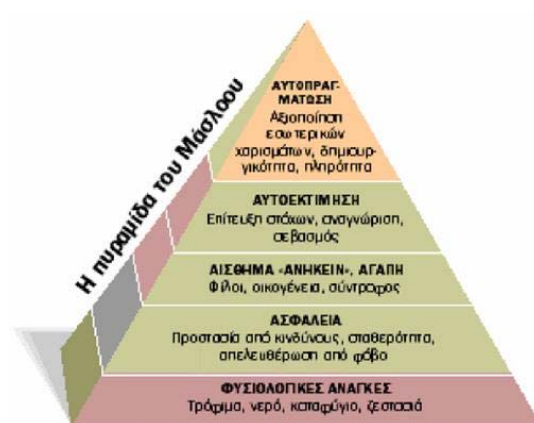 Η πυραμίδα του Μάσλοου
ΑΥΤΟΠΡΑΓ-
ΜΑΤΩΣΗ
Αξιοποίηση
εσωτερικών
χαρισμάτων, δημιουρ-
γικότητα, πληρότητα
ΑΥΤΟΕΚΤΙΜΗΣΗ
Επίτευξη στόχων, αναγνώριση,
σεβασμός
ΑΙΣΘΗΜΑ «ΑΝΗΚΕΙΝ», ΑΓΑΠΗ
Φίλοι, οικογένεια, σύντροφος
ΑΣΦΑΛΕΙΑ
Προστασία από κινδύνους, σταθερότητα,
απελευθέρωση από φόβο
ΦΥΣΙΟΛΟΓΙΚΕΣ ΑΝΑΓΚΕΣ
Τρόφιμα, νερό, καταφύγιο, ζεστασιά